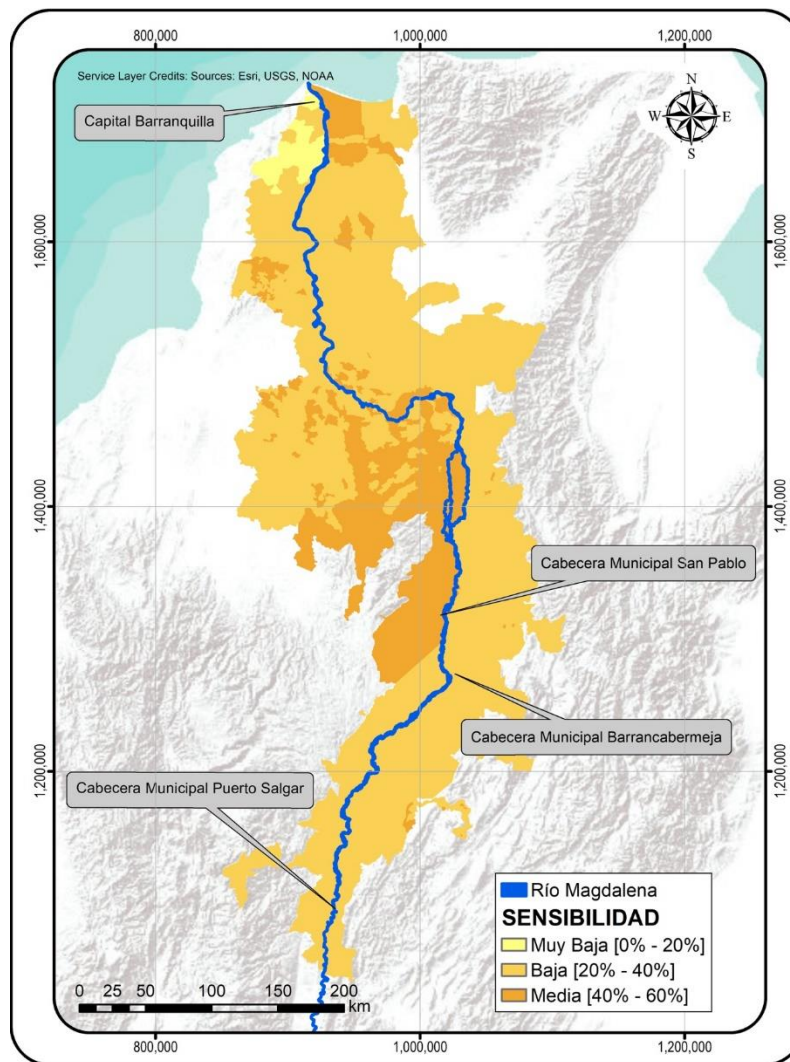 800,000 1,000,000 1,200,000
Service Layer Credits: Sources: Esri, USGS, NOAA
N
W E
S
Capital Barranquilla
1,600,000 1,600,000
1,400,000 1,400,000
Cabecera Municipal San Pablo
Cabecera Municipal Barrancabermeja
1,200,000 1,200,000
Cabecera Municipal Puerto Salgar
Río Magdalena
SENSIBILIDAD
Muy Baja [0% - 20%]
Baja [20% - 40%]
Media [40% - 60%]
0 25 50 100 150 200
km
800,000 1,000,000 1,200,000